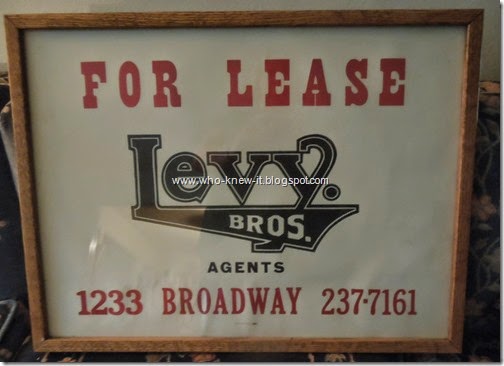 FOR LEASE
Levy
www.who-knew-it.blogspot.com
BROS.
AGENTS
1233 BROADWAY 237-7161